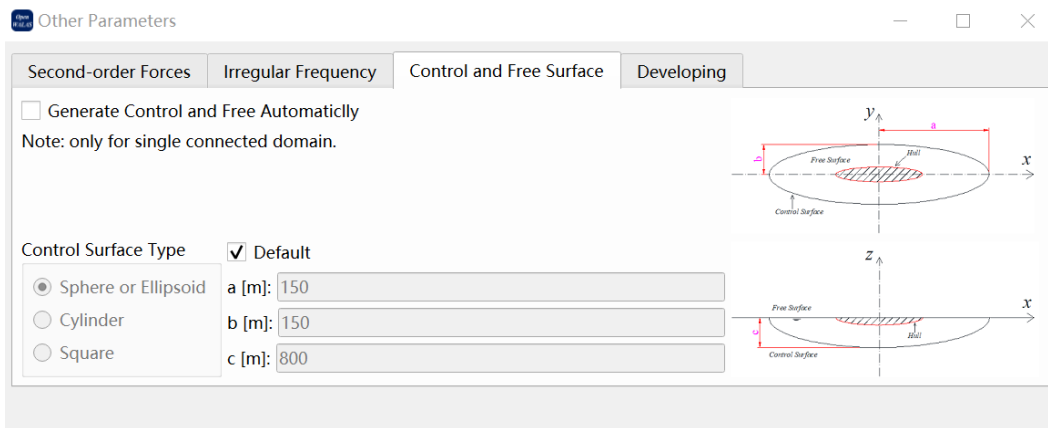 Open
WALAS
Other Parameters
Second-order Forces
Irregular Frequency
Control and Free Surface
Developing
Generate Control and Free Automaticlly
Note: only for single connected domain.
y
a
b
Free Surface
Hull
x
Control Surface
Control Surface Type
Default
Sphere or Ellipsoid
a [m]: 150
Cylinder
b [m]: 150
Square
c [m]: 800
z
x
Free Surface
c
Hull
Control Surface